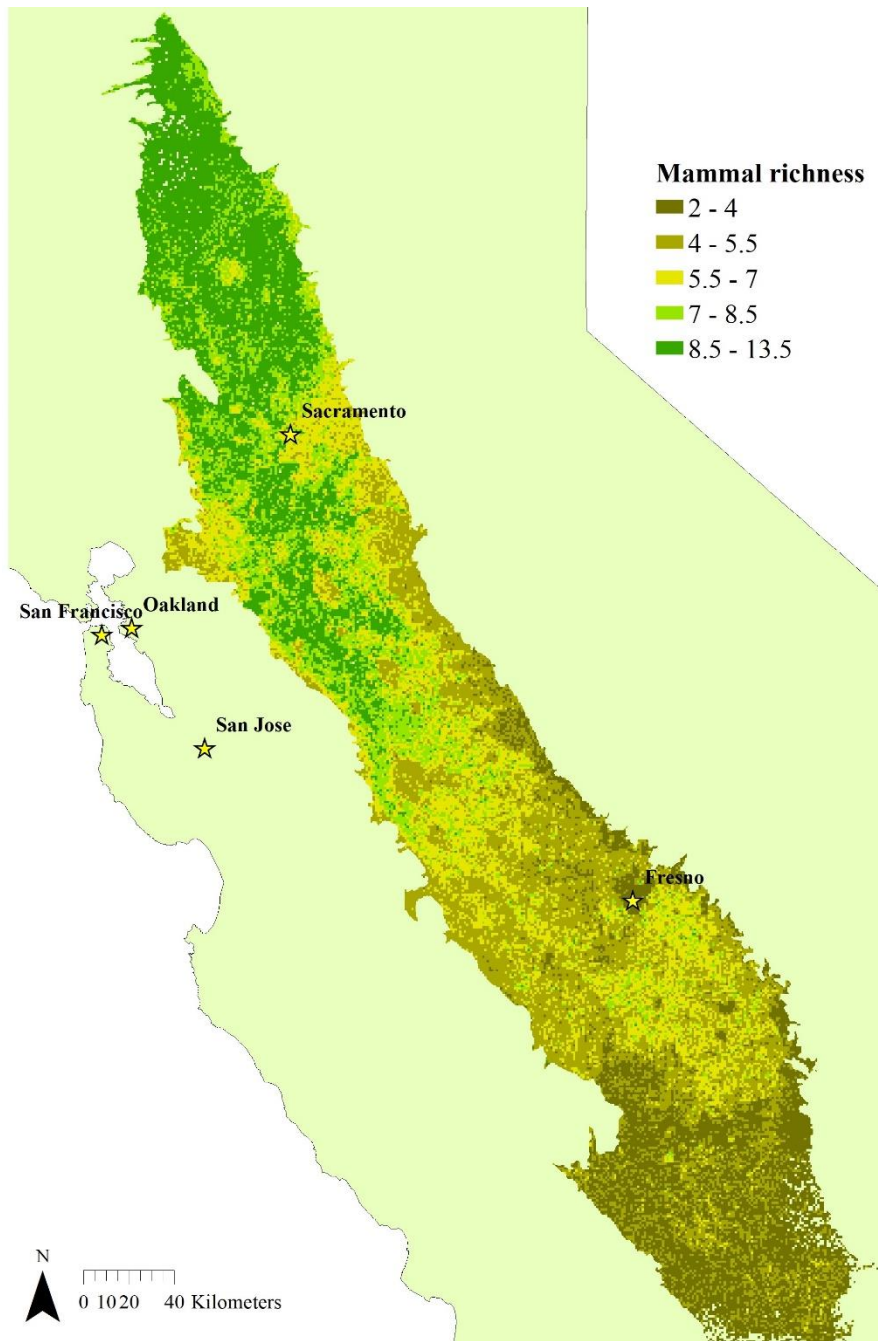 Mammal richness
2 - 4
4 - 5.5
5.5 - 7
7 - 8.5
8.5 - 13.5
Sacramento
San Francisco
Oakland
San Jose
Fresno
N
0 10 20 40 Kilometers